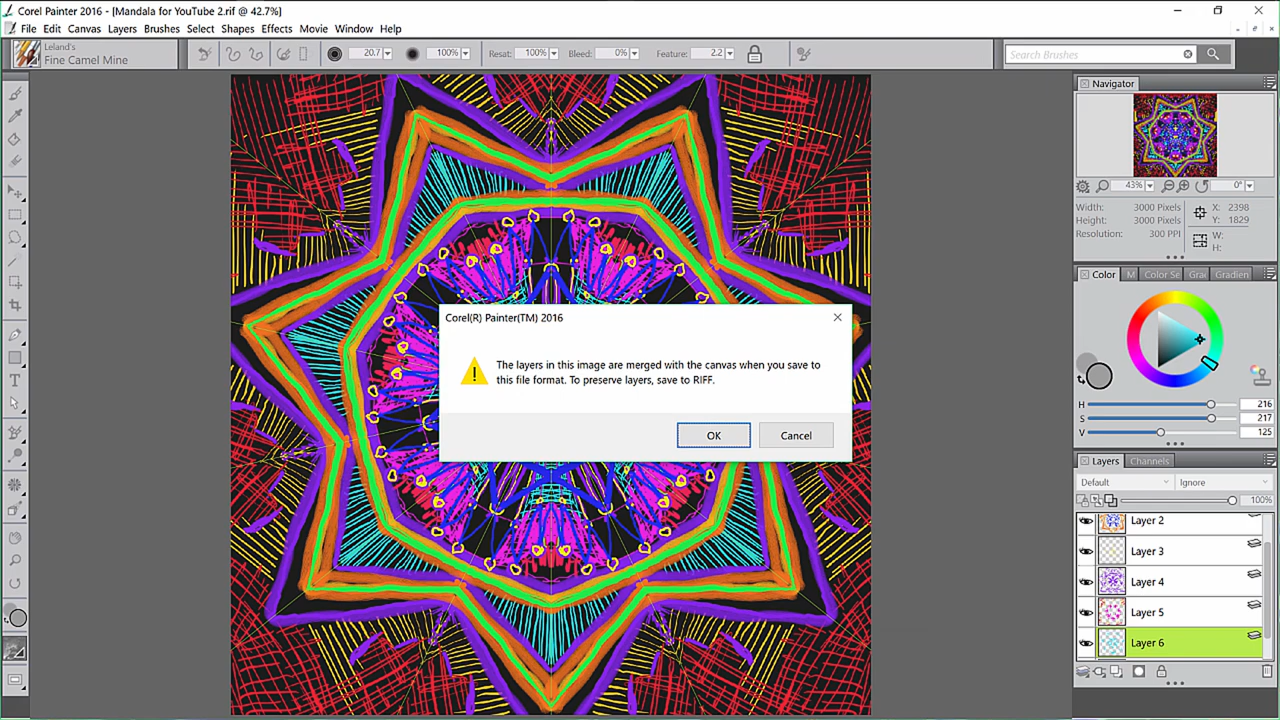 Corel Painter 2016 - [Mandala for YouTube 2.rif @ 42.7%]
File Edit Canvas Layers Brushes Select Shapes Effects Movie Window Help
Leland's
Fine Camel Mine
20.7
100%
Resat: 100%
Bleed: 0%
Feature: 2.2
Search Brushes
Navigator
43%
0°
Width: 3000 Pixels
Height: 3000 Pixels
Resolution: 300 PPI
X: 2398
Y: 1829
W:
H:
Color M Color Se Gra Gradien
H 216
S 217
V 125
Layers Channels
Default Ignore
100%
Layer 2
Layer 3
Layer 4
Layer 5
Layer 6
Corel(R) Painter(TM) 2016
The layers in this image are merged with the canvas when you save to
this file format. To preserve layers, save to RIFF.
OK Cancel